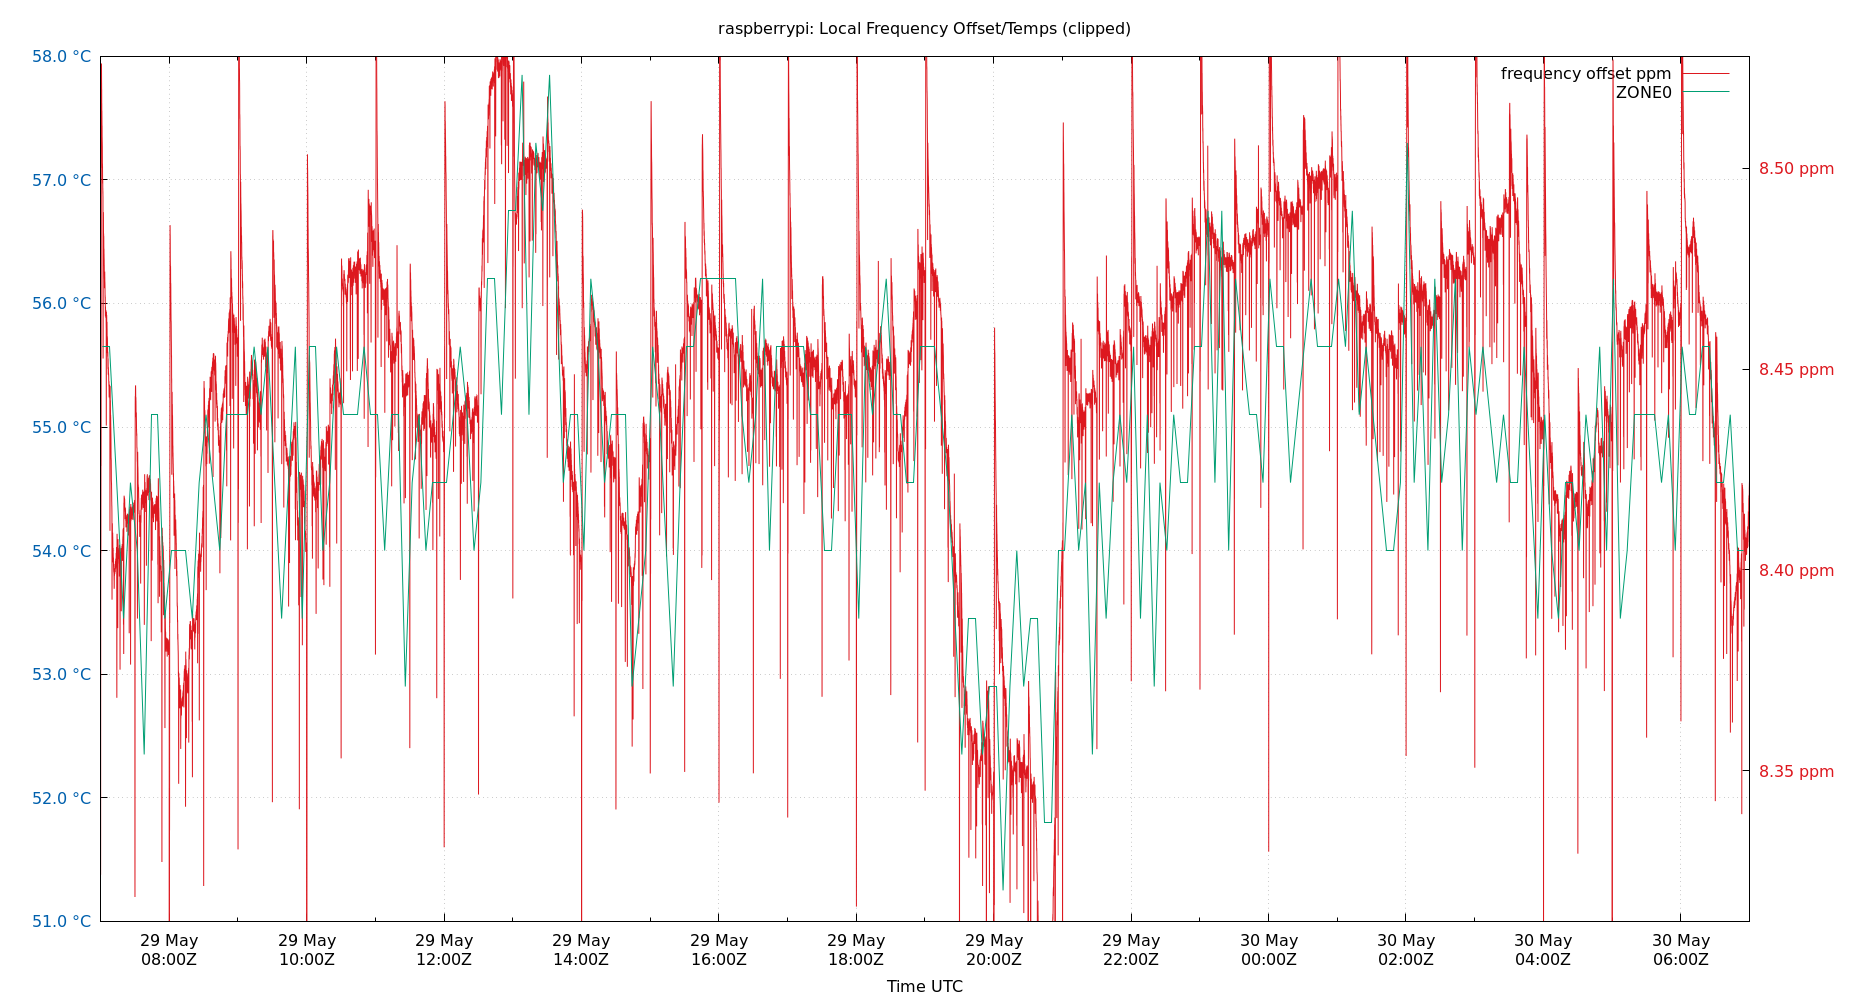 raspberrypi: Local Frequency Offset/Temps (clipped)
58.0 °C
57.0 °C
56.0 °C
55.0 °C
54.0 °C
53.0 °C
52.0 °C
51.0 °C
frequency offset ppm
ZONE0
8.50 ppm
8.45 ppm
8.40 ppm
8.35 ppm
29 May 29 May 29 May 29 May 29 May 29 May 29 May 29 May 30 May 30 May 30 May 30 May
08:00Z 10:00Z 12:00Z 14:00Z 16:00Z 18:00Z 20:00Z 22:00Z 00:00Z 02:00Z 04:00Z 06:00Z
Time UTC